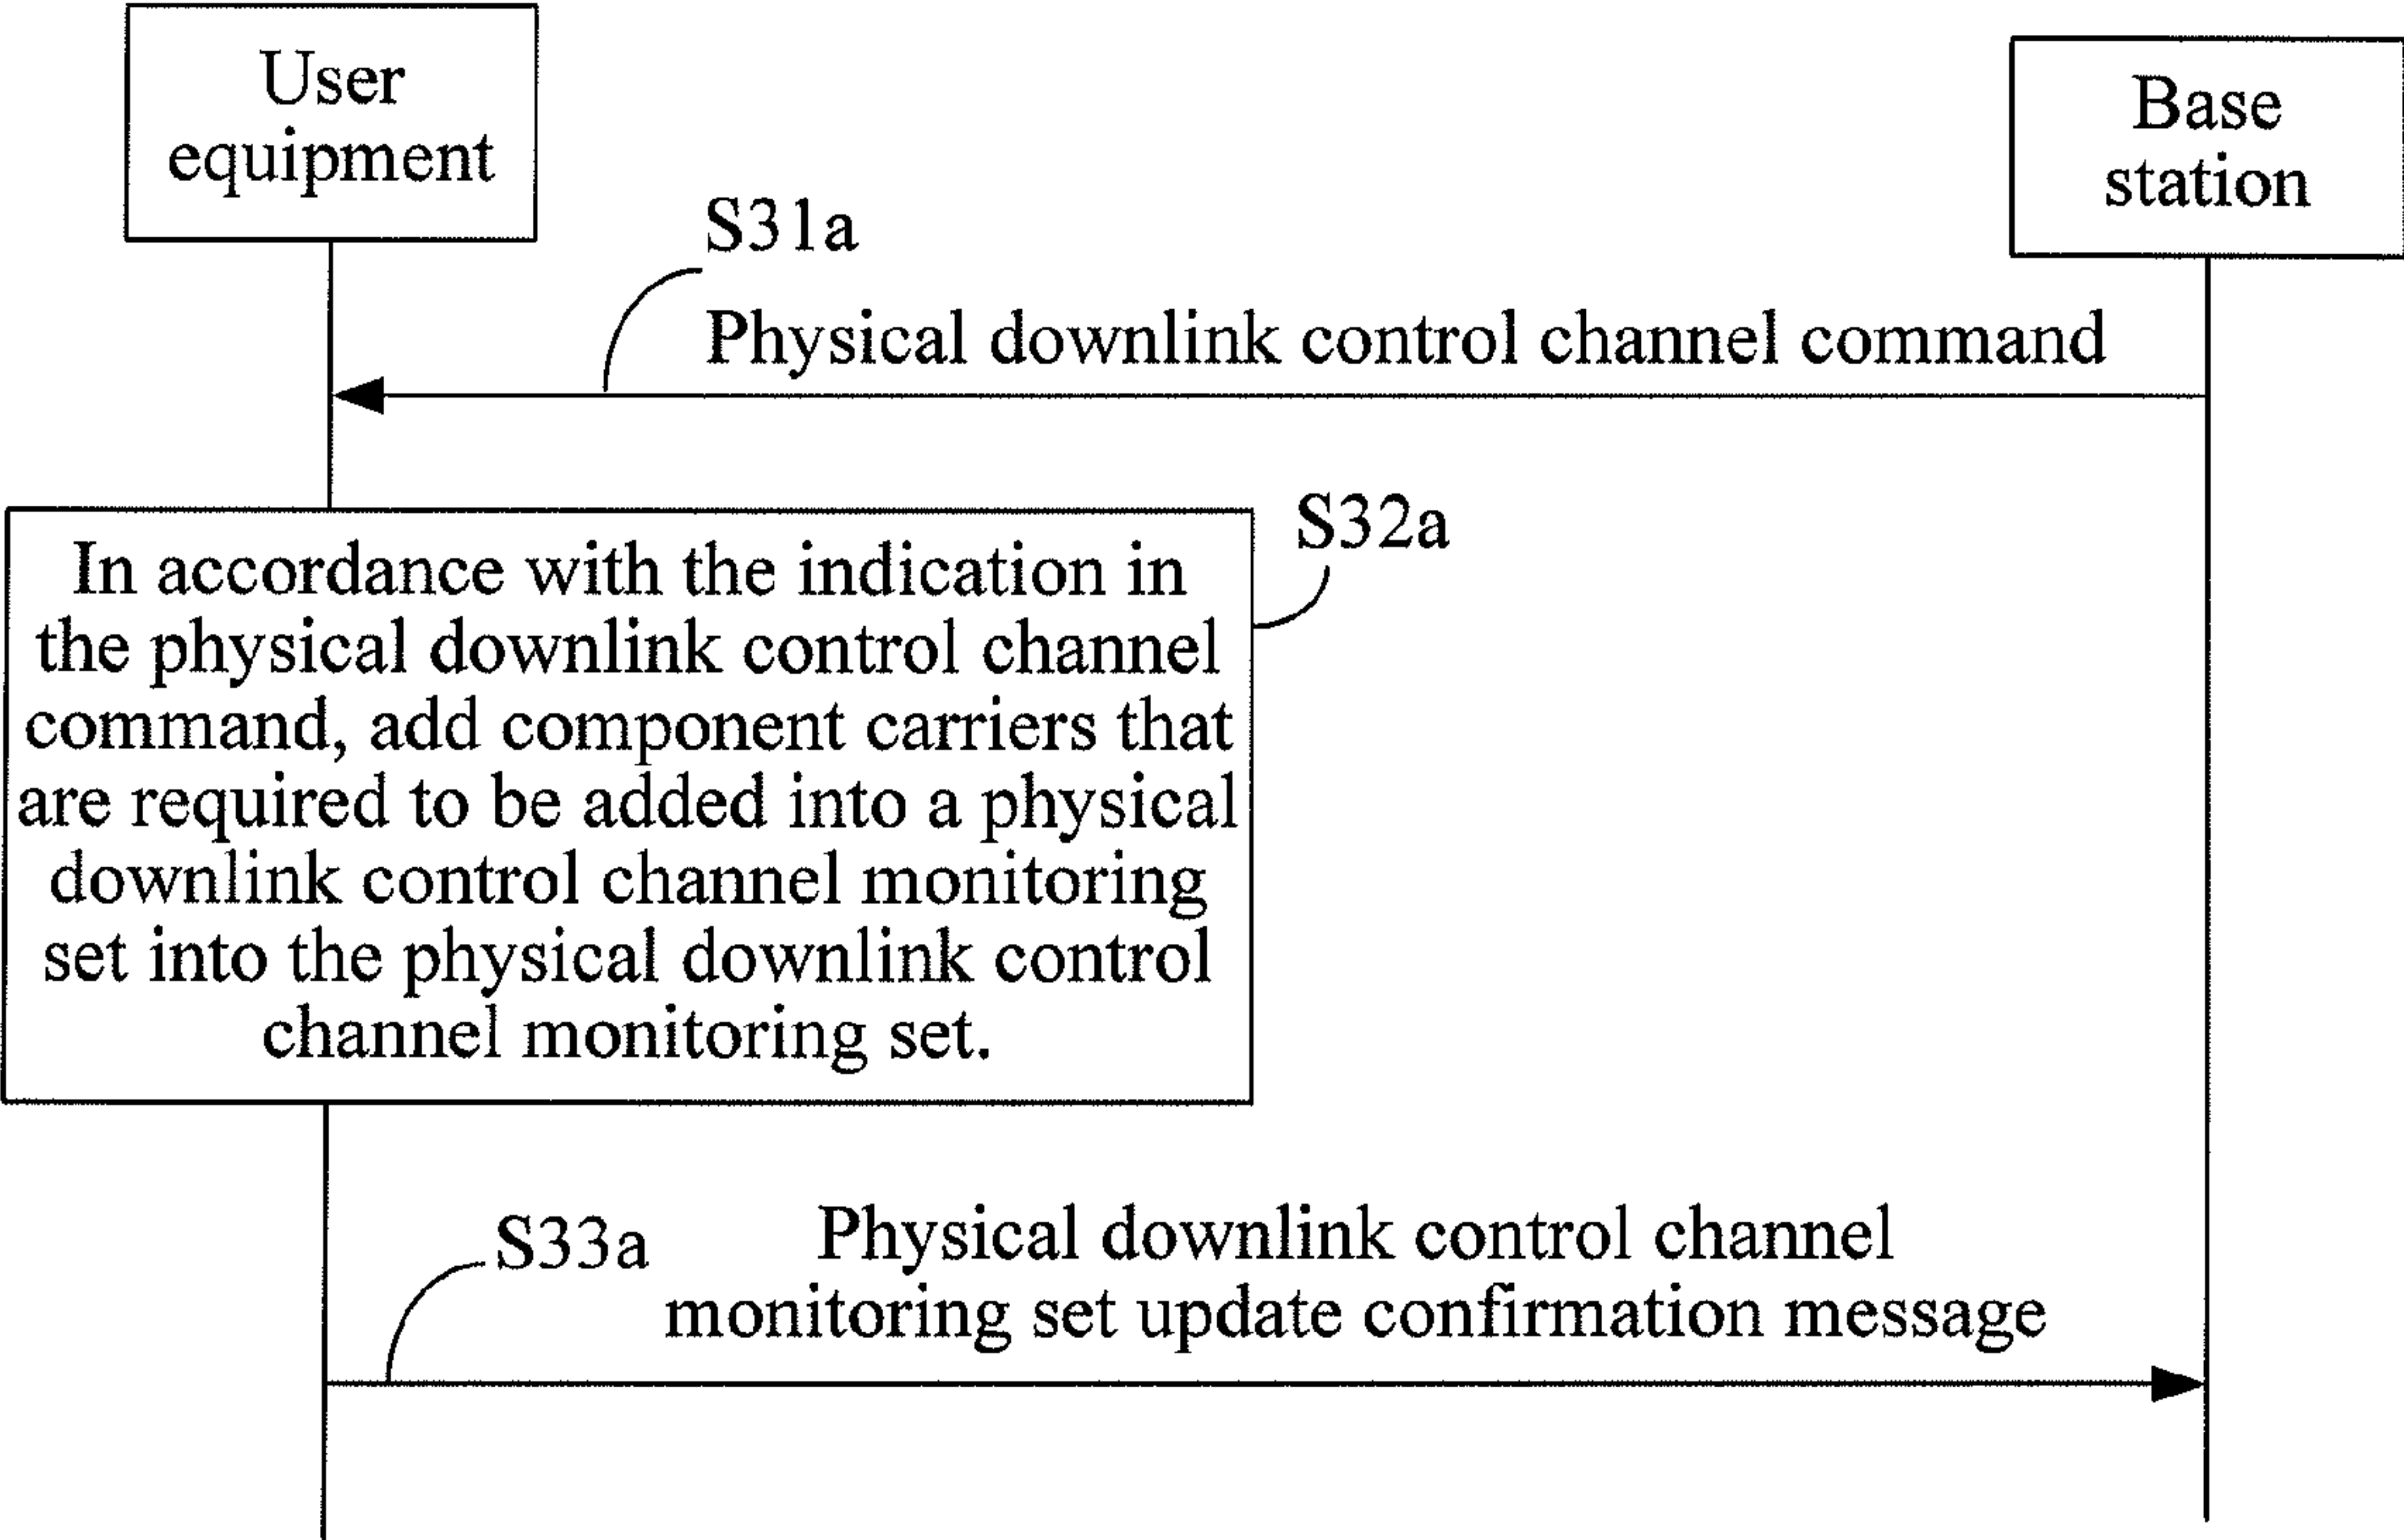 User
equipment
Base
station
S31a
Physical downlink control channel command
S32a
In accordance with the indication in
the physical downlink control channel
command, add component carriers that
are required to be added into a physical
downlink control channel monitoring
set into the physical downlink control
channel monitoring set.
S33a
Physical downlink control channel
monitoring set update confirmation message